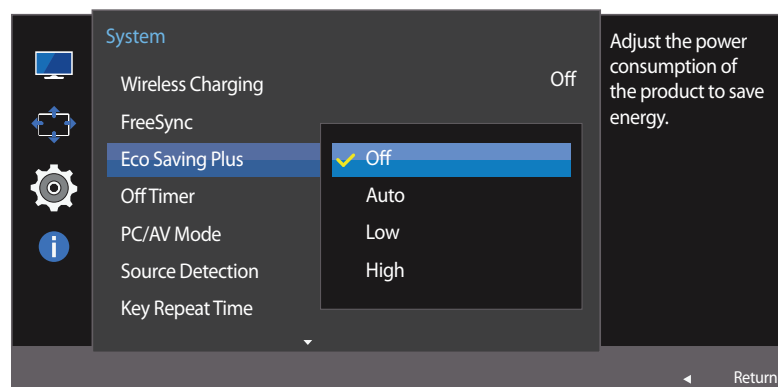 System
Wireless Charging Off
FreeSync
Eco Saving Plus
Off
Off Timer
Auto
PC/AV Mode
Low
Source Detection
High
Key Repeat Time
Adjust the power
consumption of
the product to save
energy.
Return